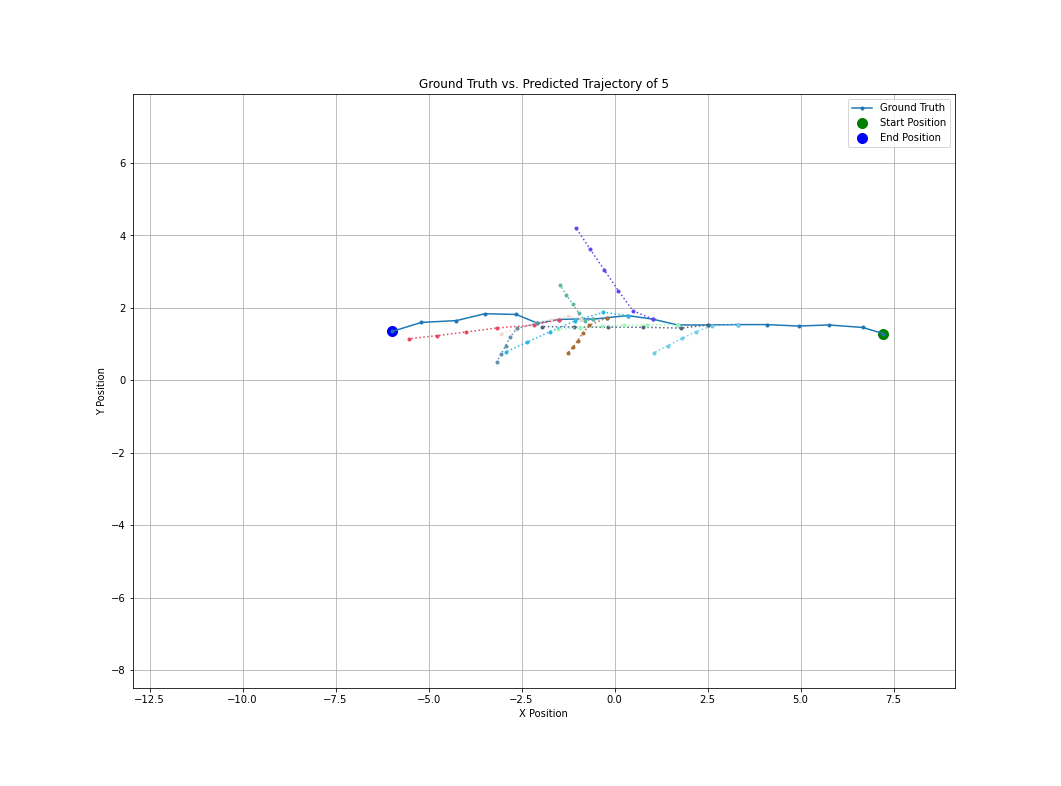 Ground Truth vs. Predicted Trajectory of 5
Ground Truth
Start Position
End Position
6
4
2
0
−2
−4
−6
−8
Y Position
−12.5 −10.0 −7.5 −5.0 −2.5 0.0 2.5 5.0 7.5
X Position